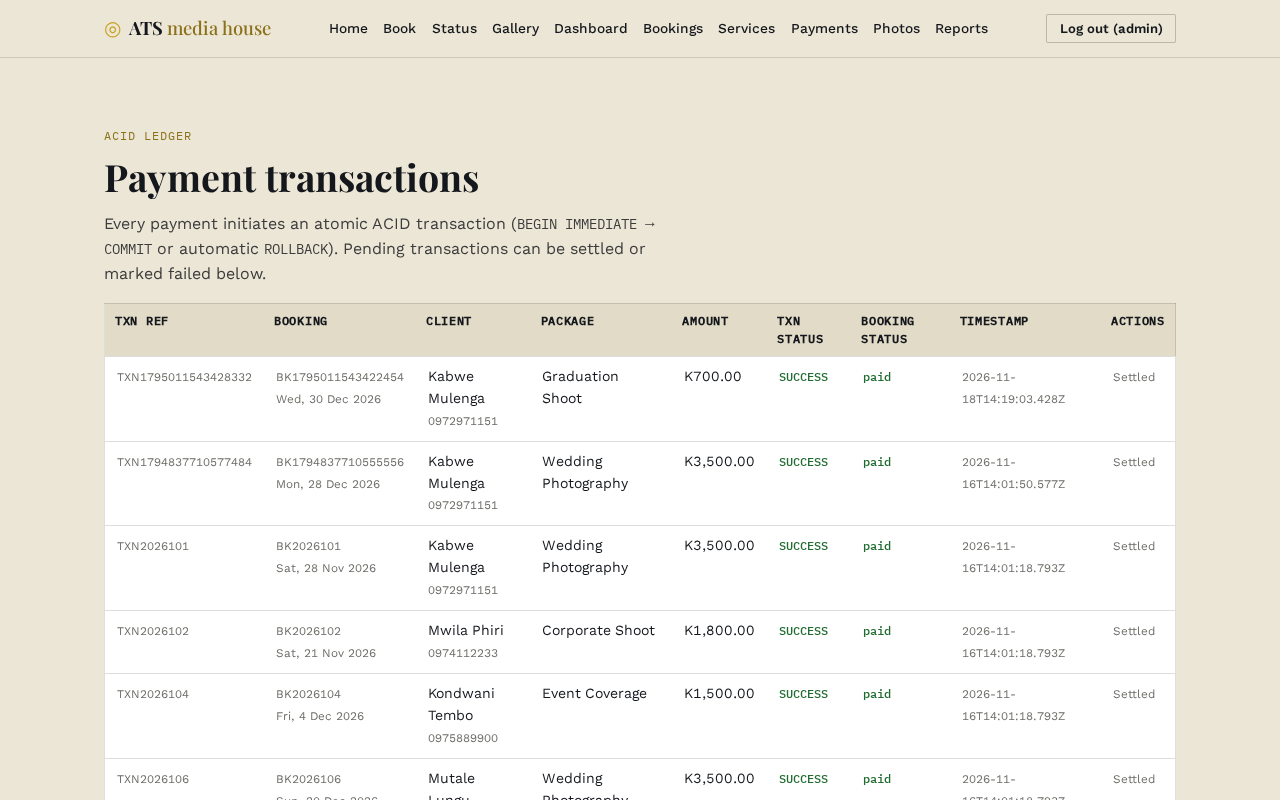 ◎ ATS media house
Home Book Status Gallery Dashboard Bookings Services Payments Photos Reports
Log out (admin)
ACID LEDGER
Payment transactions
Every payment initiates an atomic ACID transaction (BEGIN IMMEDIATE →
COMMIT or automatic ROLLBACK). Pending transactions can be settled or
marked failed below.
TXN REF BOOKING CLIENT PACKAGE AMOUNT TXN STATUS BOOKING STATUS TIMESTAMP ACTIONS
TXN1795011543428332 BK1795011543422454 Kabwe Graduation K700.00 SUCCESS paid 2026-11- Settled
Wed, 30 Dec 2026 Mulenga Shoot 18T14:19:03.428Z
0972971151
TXN1794837710577484 BK1794837710555556 Kabwe Wedding K3,500.00 SUCCESS paid 2026-11- Settled
Mon, 28 Dec 2026 Mulenga Photography 16T14:01:50.577Z
0972971151
TXN2026101 BK2026101 Kabwe Wedding K3,500.00 SUCCESS paid 2026-11- Settled
Sat, 28 Nov 2026 Mulenga Photography 16T14:01:18.793Z
0972971151
TXN2026102 BK2026102 Mwila Phiri Corporate Shoot K1,800.00 SUCCESS paid 2026-11- Settled
Sat, 21 Nov 2026 0974112233 16T14:01:18.793Z
TXN2026104 BK2026104 Kondwani Event Coverage K1,500.00 SUCCESS paid 2026-11- Settled
Fri, 4 Dec 2026 Tembo 16T14:01:18.793Z
0975889900
TXN2026106 BK2026106 Mutale Wedding K3,500.00 SUCCESS paid 2026-11- Settled